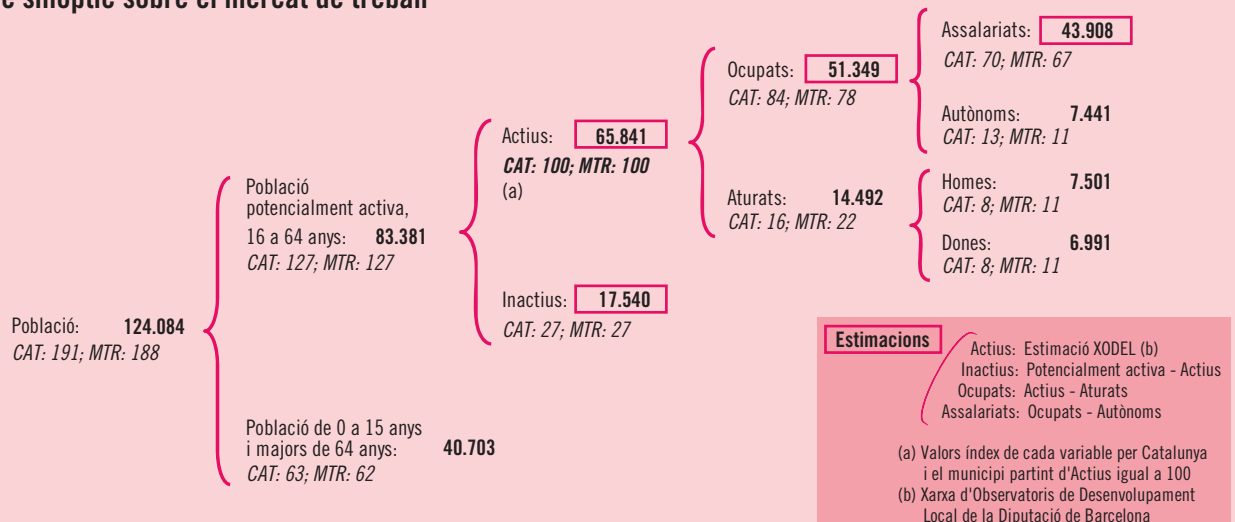 e sinòptic sobre el mercat de treball
Població: 124.084
CAT: 191; MTR: 188
Població
potencialment activa,
16 a 64 anys: 83.381
CAT: 127; MTR: 127
Població de 0 a 15 anys
i majors de 64 anys: 40.703
CAT: 63; MTR: 62
Actius: 65.841
CAT: 100; MTR: 100
(a)
Inactius: 17.540
CAT: 27; MTR: 27
Ocupats: 51.349
CAT: 84; MTR: 78
Aturats: 14.492
CAT: 16; MTR: 22
Assalariats: 43.908
CAT: 70; MTR: 67
Autònoms: 7.441
CAT: 13; MTR: 11
Homes: 7.501
CAT: 8; MTR: 11
Dones: 6.991
CAT: 8; MTR: 11
Estimacions
Actius: Estimació XODEL (b)
Inactius: Potencialment activa - Actius
Ocupats: Actius - Aturats
Assalariats: Ocupats - Autònoms
(a) Valors índex de cada variable per Catalunya
i el municipi partint d'Actius igual a 100
(b) Xarxa d'Observatoris de Desenvolupament
Local de la Diputació de Barcelona